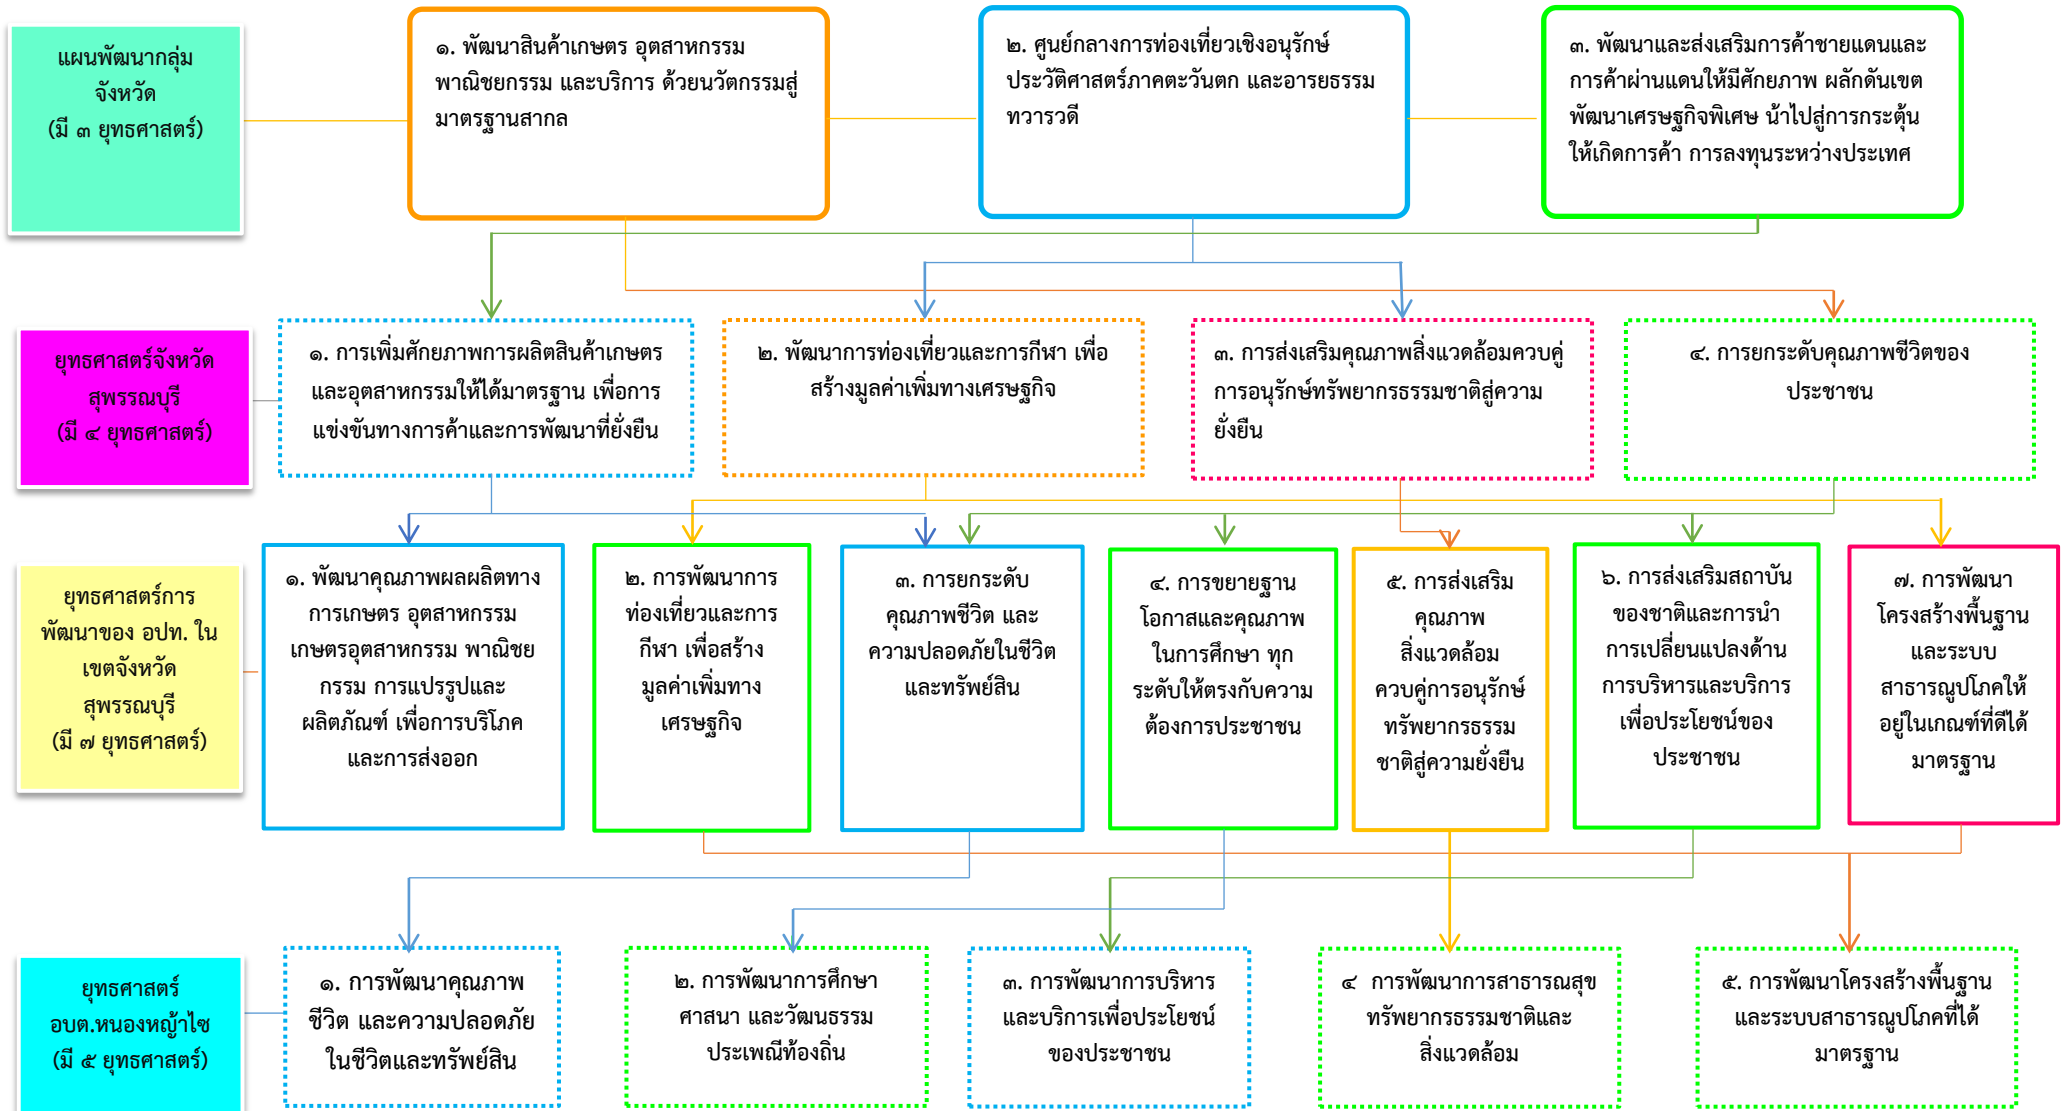 แผนพัฒนากลุ่ม
จังหวัด
(มี ๓ ยุทธศาสตร์)
๑. พัฒนาสินค้าเกษตร อุตสาหกรรม
พาณิชยกรรม และบริการ ด้วยนวัตกรรมสู่
มาตรฐานสากล
๒. ศูนย์กลางการท่องเที่ยวเชิงอนุรักษ์
ประวัติศาสตร์ภาคตะวันตก และอารยธรรม
ทวารวดี
๓. พัฒนาและส่งเสริมการค้าชายแดนและ
การค้าผ่านแดนให้มีศักยภาพ ผลักดันเขต
พัฒนาเศรษฐกิจพิเศษ น้าไปสู่การกระตุ้น
ให้เกิดการค้า การลงทุนระหว่างประเทศ
ยุทธศาสตร์จังหวัด
สุพรรณบุรี
(มี ๔ ยุทธศาสตร์)
๑. การเพิ่มศักยภาพการผลิตสินค้าเกษตร
และอุตสาหกรรมให้ได้มาตรฐาน เพื่อการ
แข่งขันทางการค้าและการพัฒนาที่ยั่งยืน
๒. พัฒนาการท่องเที่ยวและการกีฬา เพื่อ
สร้างมูลค่าเพิ่มทางเศรษฐกิจ
๓. การส่งเสริมคุณภาพสิ่งแวดล้อมควบคู่
การอนุรักษ์ทรัพยากรธรรมชาติสู่ความ
ยั่งยืน
๔. การยกระดับคุณภาพชีวิตของ
ประชาชน
ยุทธศาสตร์การ
พัฒนาของ อปท. ใน
เขตจังหวัด
สุพรรณบุรี
(มี ๗ ยุทธศาสตร์)
๑. พัฒนาคุณภาพผลผลิตทาง
การเกษตร อุตสาหกรรม
เกษตรอุตสาหกรรม พาณิชย
กรรม การแปรรูปและ
ผลิตภัณฑ์ เพื่อการบริโภค
และการส่งออก
๒. การพัฒนาการ
ท่องเที่ยวและการ
กีฬา เพื่อสร้าง
มูลค่าเพิ่มทาง
เศรษฐกิจ
๓. การยกระดับ
คุณภาพชีวิต และ
ความปลอดภัยในชีวิต
และทรัพย์สิน
๔. การขยายฐาน
โอกาสและคุณภาพ
ในการศึกษา ทุก
ระดับให้ตรงกับความ
ต้องการประชาชน
๕. การส่งเสริม
คุณภาพ
สิ่งแวดล้อม
ควบคู่การอนุรักษ์
ทรัพยากรธรรม
ชาติสู่ความยั่งยืน
๖. การส่งเสริมสถาบัน
ของชาติและการนำ
การเปลี่ยนแปลงด้าน
การบริหารและบริการ
เพื่อประโยชน์ของ
ประชาชน
๗. การพัฒนา
โครงสร้างพื้นฐาน
และระบบ
สาธารณูปโภคให้
อยู่ในเกณฑ์ที่ดีได้
มาตรฐาน
ยุทธศาสตร์
อบต.หนองหญ้าไซ
(มี ๕ ยุทธศาสตร์)
๑. การพัฒนาคุณภาพ
ชีวิต และความปลอดภัย
ในชีวิตและทรัพย์สิน
๒. การพัฒนาการศึกษา
ศาสนา และวัฒนธรรม
ประเพณีท้องถิ่น
๓. การพัฒนาการบริหาร
และบริการเพื่อประโยชน์
ของประชาชน
๔ การพัฒนาการสาธารณสุข
ทรัพยากรธรรมชาติและ
สิ่งแวดล้อม
๕. การพัฒนาโครงสร้างพื้นฐาน
และระบบสาธารณูปโภคที่ได้
มาตรฐาน